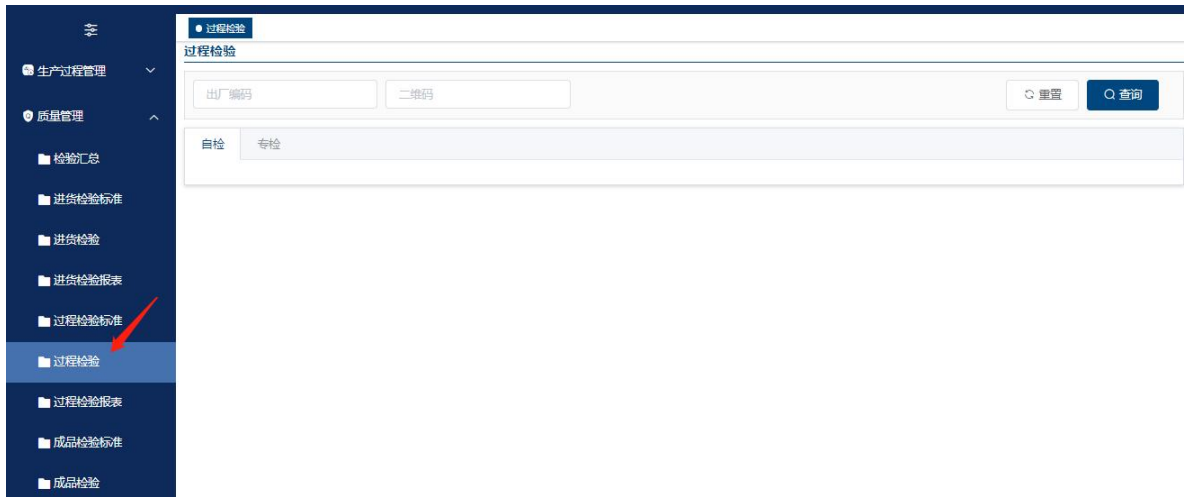 过程检验
过程检验
生产过程管理
出厂编码
二维码
重置
查询
质量管理
自检
专检
检验汇总
进货检验标准
进货检验
进货检验报表
过程检验标准
过程检验
过程检验报表
成品检验标准
成品检验